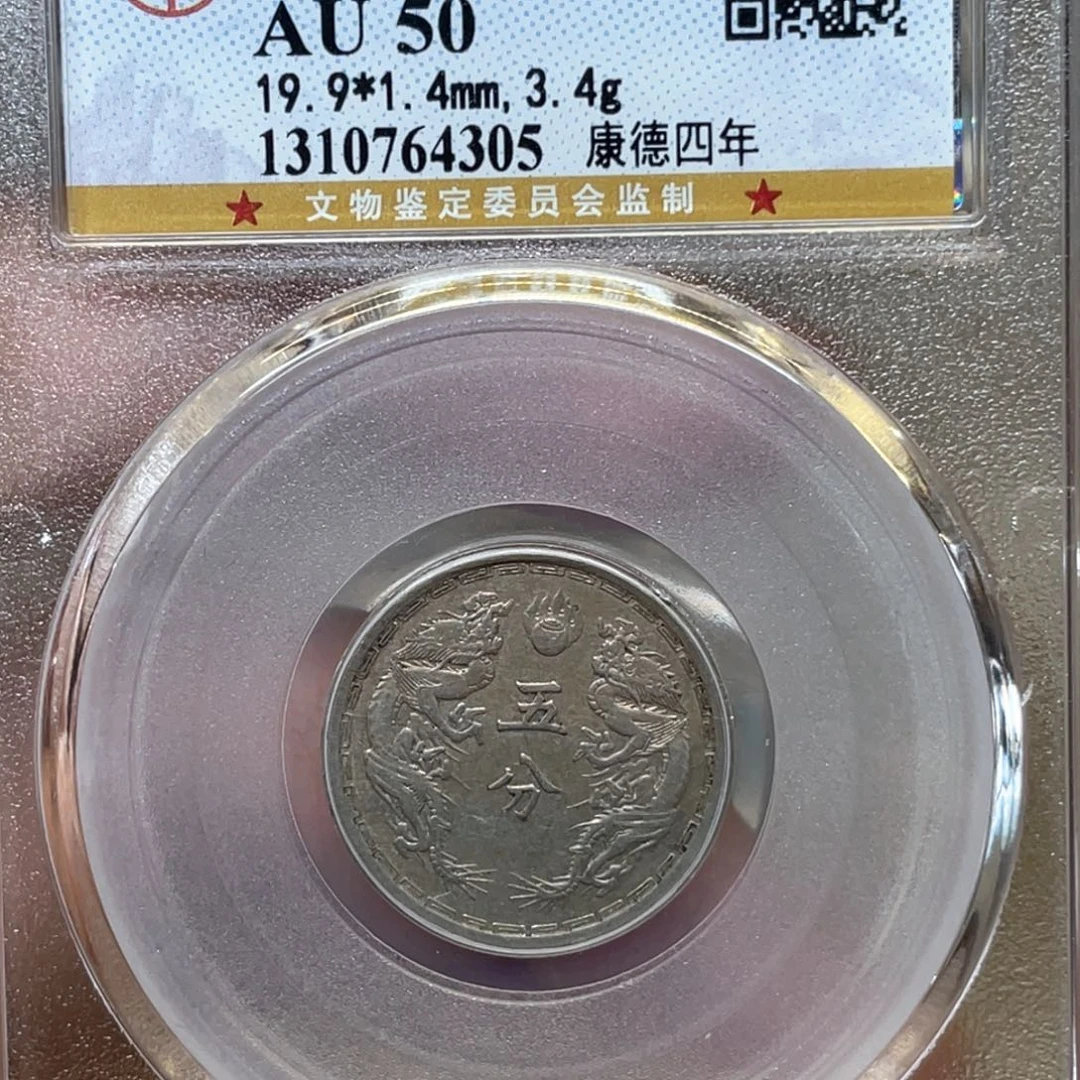 AU 50
19.9*1.4mm,3.4g
1310764305 康德四年
文物鉴定委员会监制
五
分